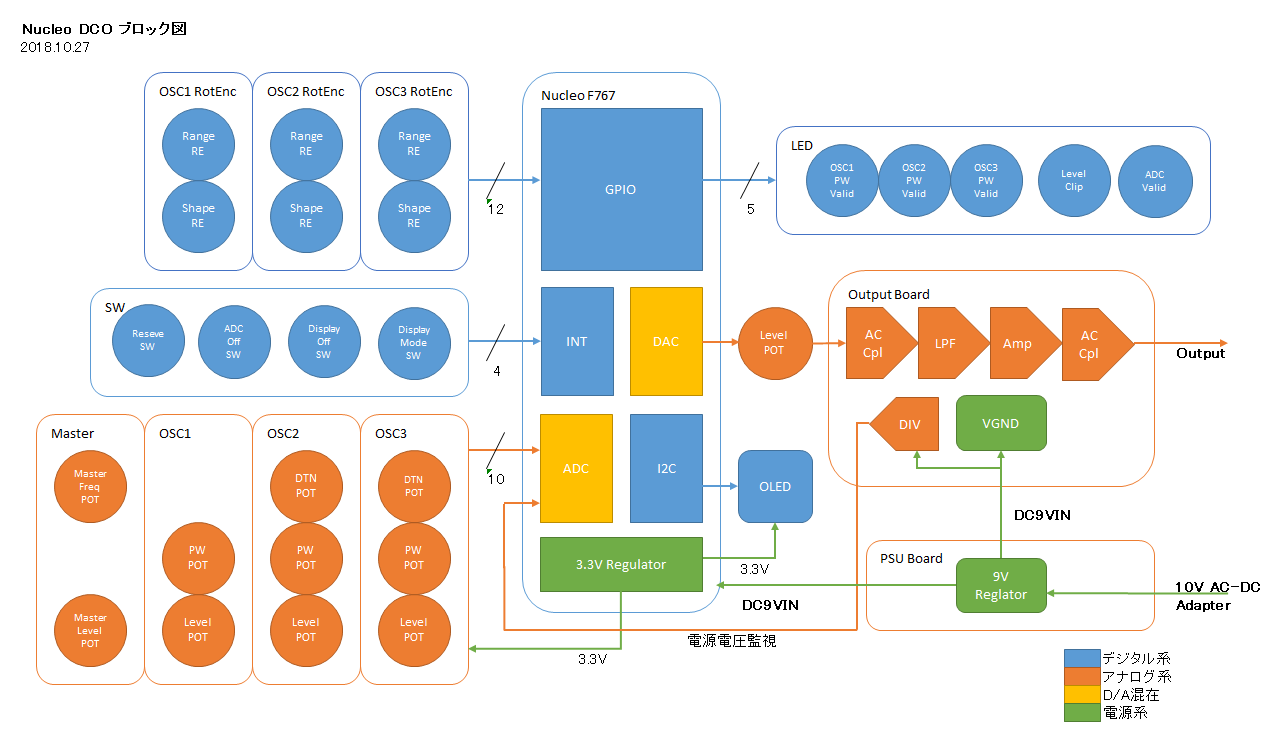 Nucleo DCO ブロック図
2018.10.27
OSC1 RotEnc
OSC2 RotEnc
OSC3 RotEnc
Range
RE
Range
RE
Range
RE
Shape
RE
Shape
RE
Shape
RE
12
Nucleo F767
GPIO
5
LED
OSC1
PW
Valid
OSC2
PW
Valid
OSC3
PW
Valid
Level
Clip
ADC
Valid
SW
Reseve
SW
ADC
Off
SW
Display
Off
SW
Display
Mode
SW
4
INT
DAC
Level
POT
Output Board
AC
Cpl
LPF
Amp
AC
Cpl
Output
DIV
VGND
Master
Master
Freq
POT
Master
Level
POT
OSC1
PW
POT
Level
POT
OSC2
DTN
POT
PW
POT
Level
POT
OSC3
DTN
POT
PW
POT
Level
POT
10
ADC
I2C
OLED
3.3V Regulator
3.3V
3.3V
DC9VIN
DC9VIN
PSU Board
9V
Reglator
10V AC-DC
Adapter
電源電圧監視
デジタル系
アナログ系
D/A混在
電源系